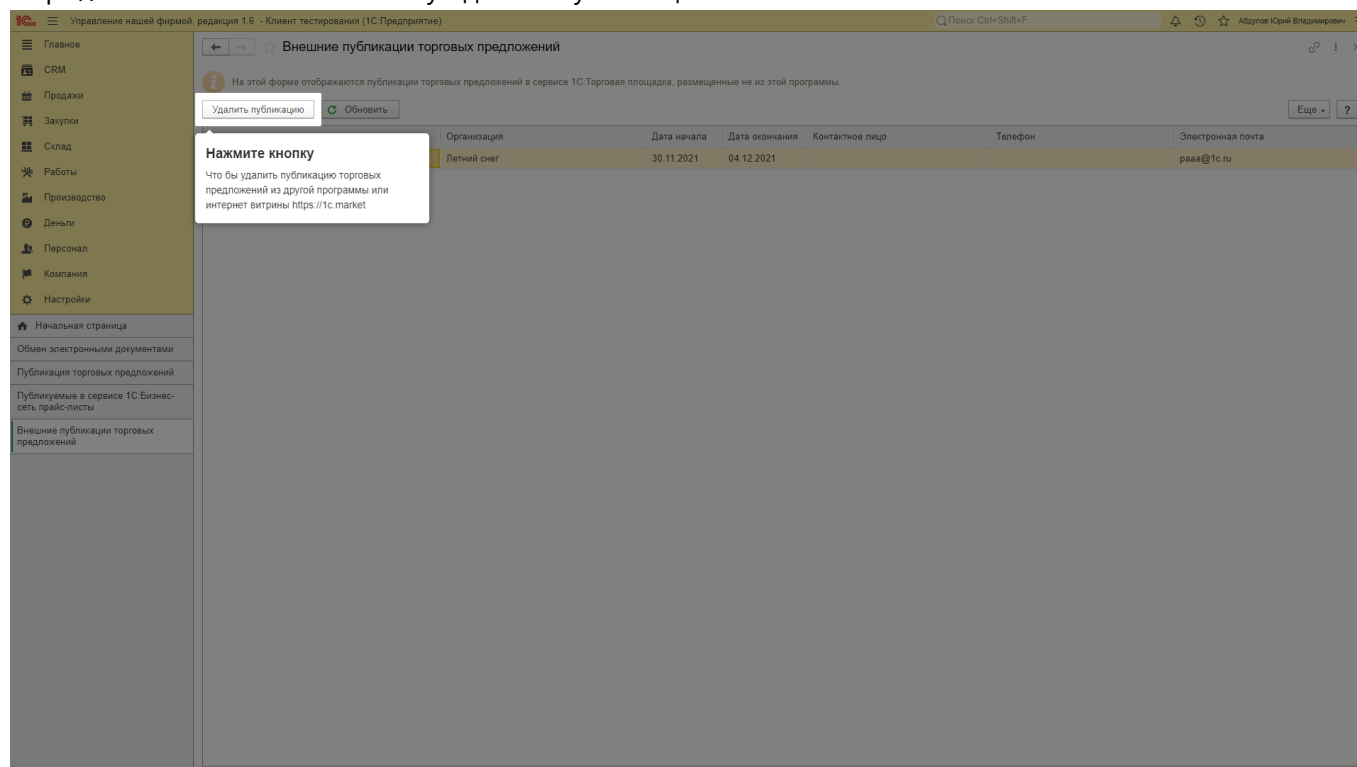 Управление нашей фирмой, редакция 1.6 - Клиент тестирования (1С:Предприятие)
Поиск Ctrl+Shift+F
Абдулов Юрий Владимирович
Главное
CRM
Продажи
Закупки
Склад
Работы
Производство
Деньги
Персонал
Компания
Настройки
Начальная страница
Обмен электронными документами
Публикация торговых предложений
Публикуемые в сервисе 1С:Бизнес-
сеть прайс-листы
Внешние публикации торговых
предложений
Внешние публикации торговых предложений
На этой форме отображаются публикации торговых предложений в сервисе 1С:Торговая площадка, размещенные не из этой программы.
Удалить публикацию
Обновить
Еще
?
Организация
Дата начала
Дата окончания
Контактное лицо
Телефон
Электронная почта
Летний снег
30.11.2021
04.12.2021
paaa@1c.ru
Нажмите кнопку
Что бы удалить публикацию торговых
предложений из другой программы или
интернет витрины https://1c.market